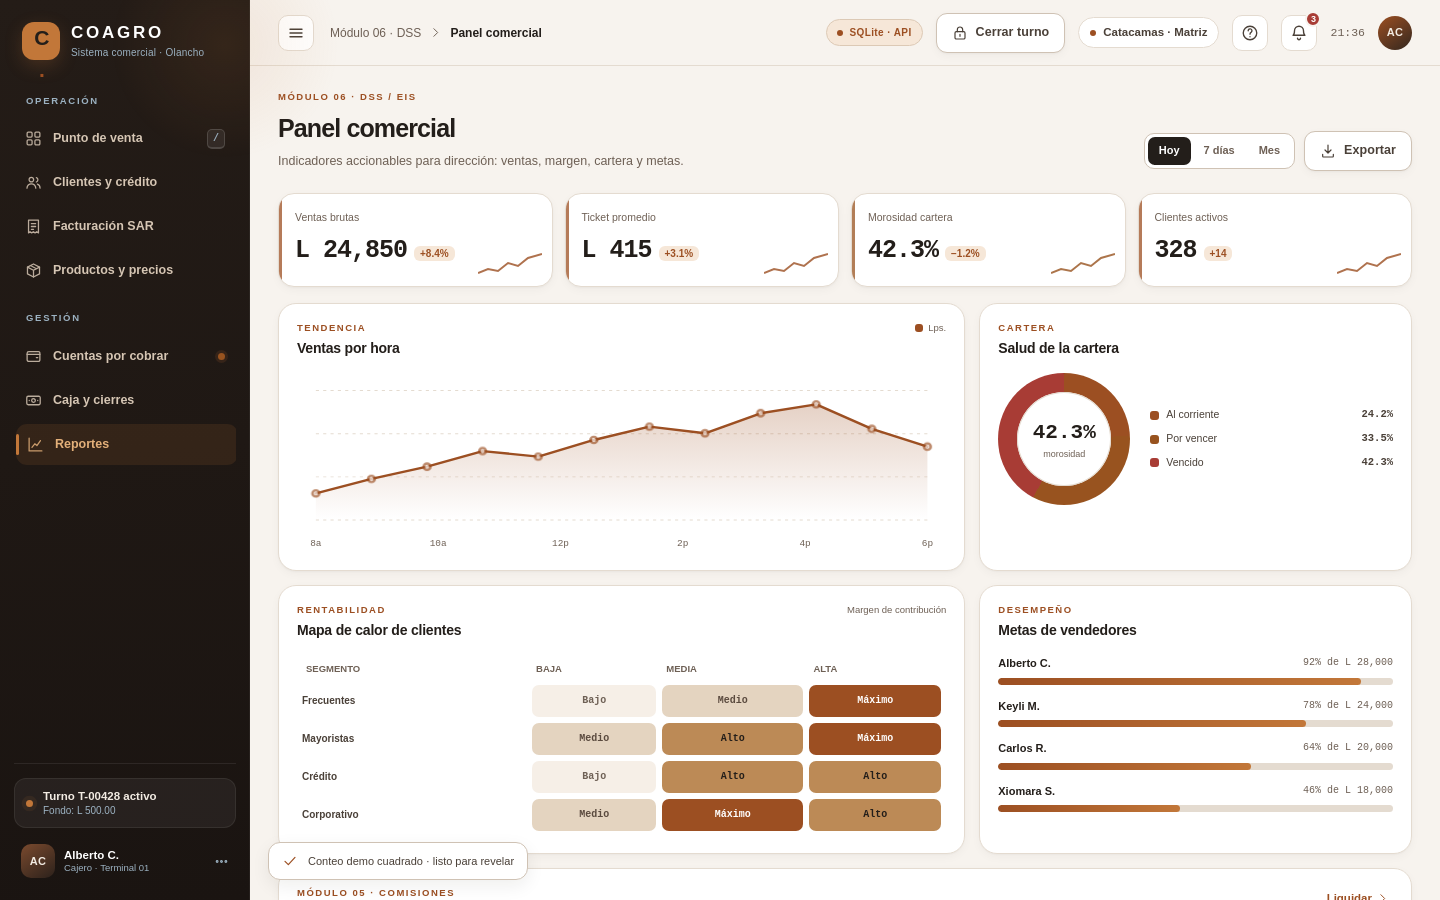 C
COAGRO
Sistema comercial · Olancho
OPERACIÓN
Punto de venta
/
Clientes y crédito
Facturación SAR
Productos y precios
GESTIÓN
Cuentas por cobrar
Caja y cierres
Reportes
Turno T-00428 activo
Fondo: L 500.00
AC
Alberto C.
Cajero · Terminal 01
Módulo 06 · DSS > Panel comercial
SQLite · API
Cerrar turno
Catacamas · Matriz
3
21:36
AC
MÓDULO 06 · DSS / EIS
Panel comercial
Indicadores accionables para dirección: ventas, margen, cartera y metas.
Hoy 7 días Mes
Exportar
Ventas brutas
L 24,850 +8.4%
Ticket promedio
L 415 +3.1%
Morosidad cartera
42.3% −1.2%
Clientes activos
328 +14
TENDENCIA
Lps.
Ventas por hora
8a 10a 12p 2p 4p 6p
CARTERA
Salud de la cartera
42.3%
morosidad
Al corriente 24.2%
Por vencer 33.5%
Vencido 42.3%
RENTABILIDAD
Margen de contribución
Mapa de calor de clientes
SEGMENTO BAJA MEDIA ALTA
Frecuentes Bajo Medio Máximo
Mayoristas Medio Alto Máximo
Crédito Bajo Alto Alto
Corporativo Medio Máximo Alto
DESEMPEÑO
Metas de vendedores
Alberto C. 92% de L 28,000
Keyli M. 78% de L 24,000
Carlos R. 64% de L 20,000
Xiomara S. 46% de L 18,000
Conteo demo cuadrado · listo para revelar
MÓDULO 05 · COMISIONES
Liquidar